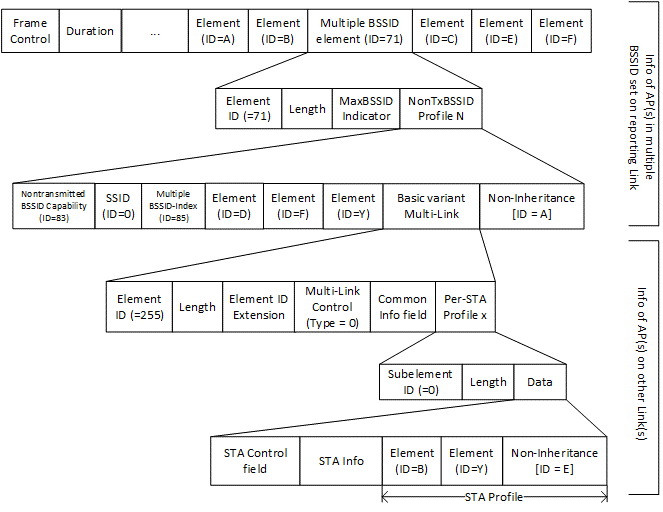 Frame
Control
Duration
...
Element
(ID=A)
Element
(ID=B)
Multiple BSSID
element (ID=71)
Element
(ID=C)
Element
(ID=E)
Element
(ID=F)
Info of AP(s) in multiple
BSSID set on reporting Link
Element
ID (=71)
Length
MaxBSSID
Indicator
NonTxBSSID
Profile N
Nontransmitted
BSSID Capability
(ID=83)
SSID
(ID=0)
Multiple
BSSID-Index
(ID=85)
Element
(ID=D)
Element
(ID=F)
Element
(ID=Y)
Basic variant
Multi-Link
Non-Inheritance
[ID = A]
Info of AP(s) on other Link(s)
Element
ID (=255)
Length
Element ID
Extension
Multi-Link
Control
(Type = 0)
Common
Info field
Per-STA
Profile x
Subelement
ID (=0)
Length
Data
STA Control
field
STA Info
Element
(ID=B)
Element
(ID=Y)
Non-Inheritance
[ID = E]
STA Profile